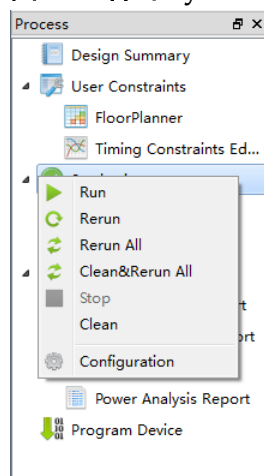 Process
Design Summary
User Constraints
FloorPlanner
Timing Constraints Ed...
Run
Rerun
Rerun All
Clean&Rerun All
Stop
Clean
Configuration
Power Analysis Report
Program Device